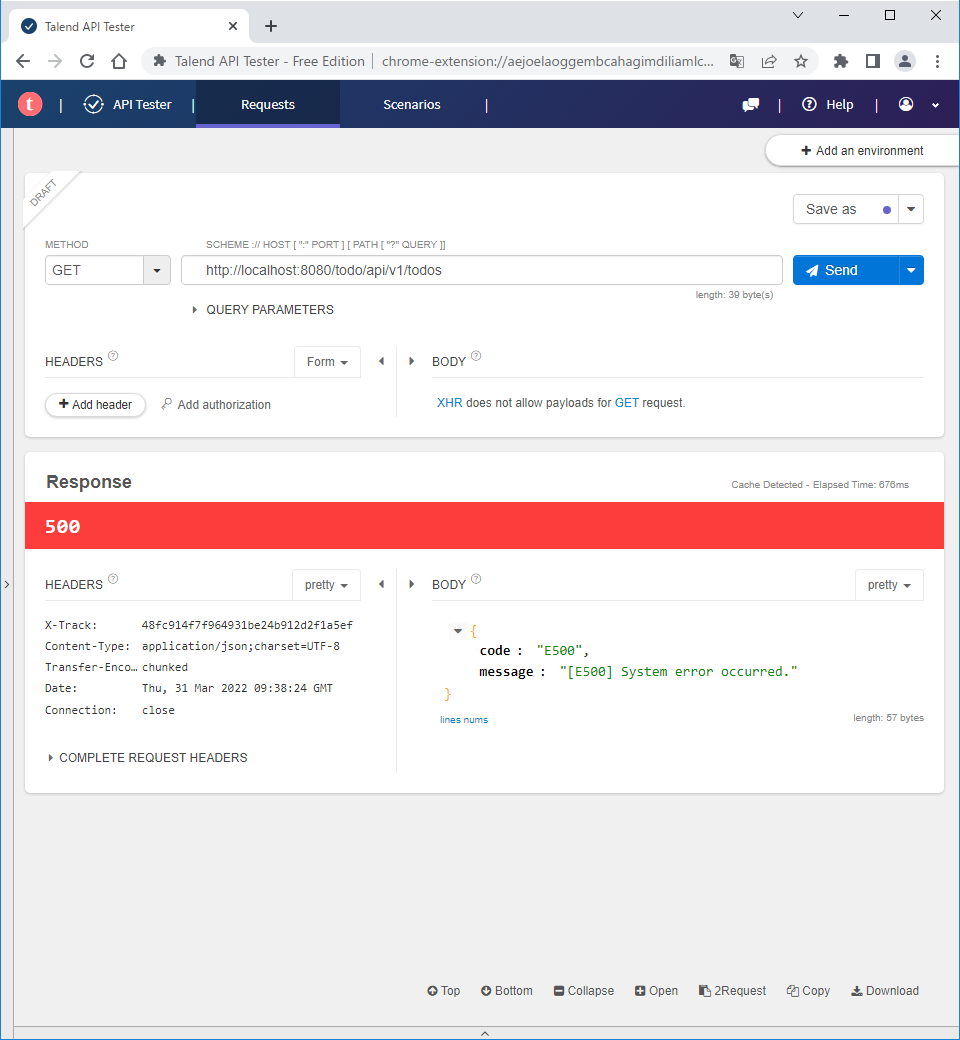 Talend API Tester
Talend API Tester - Free Edition | chrome-extension://aejoelaoggembcahagimdiliamlc...
t | API Tester | Requests Scenarios | | Help |
+ Add an environment
DRAFT
Save as
METHOD SCHEME :// HOST [ ":" PORT ] [ PATH [ "?" QUERY ]]
GET http://localhost:8080/todo/api/v1/todos Send
length: 39 byte(s)
QUERY PARAMETERS
HEADERS ? Form BODY ?
+ Add header Add authorization XHR does not allow payloads for GET request.
Response
Cache Detected - Elapsed Time: 676ms
500
HEADERS ? pretty BODY ? pretty
X-Track: 48fc914f7f964931be24b912d2f1a5ef
Content-Type: application/json;charset=UTF-8
Transfer-Enco... chunked
Date: Thu, 31 Mar 2022 09:38:24 GMT
Connection: close
COMPLETE REQUEST HEADERS
{
code : "E500",
message : "[E500] System error occurred."
}
lines nums length: 57 bytes
Top Bottom Collapse Open 2Request Copy Download